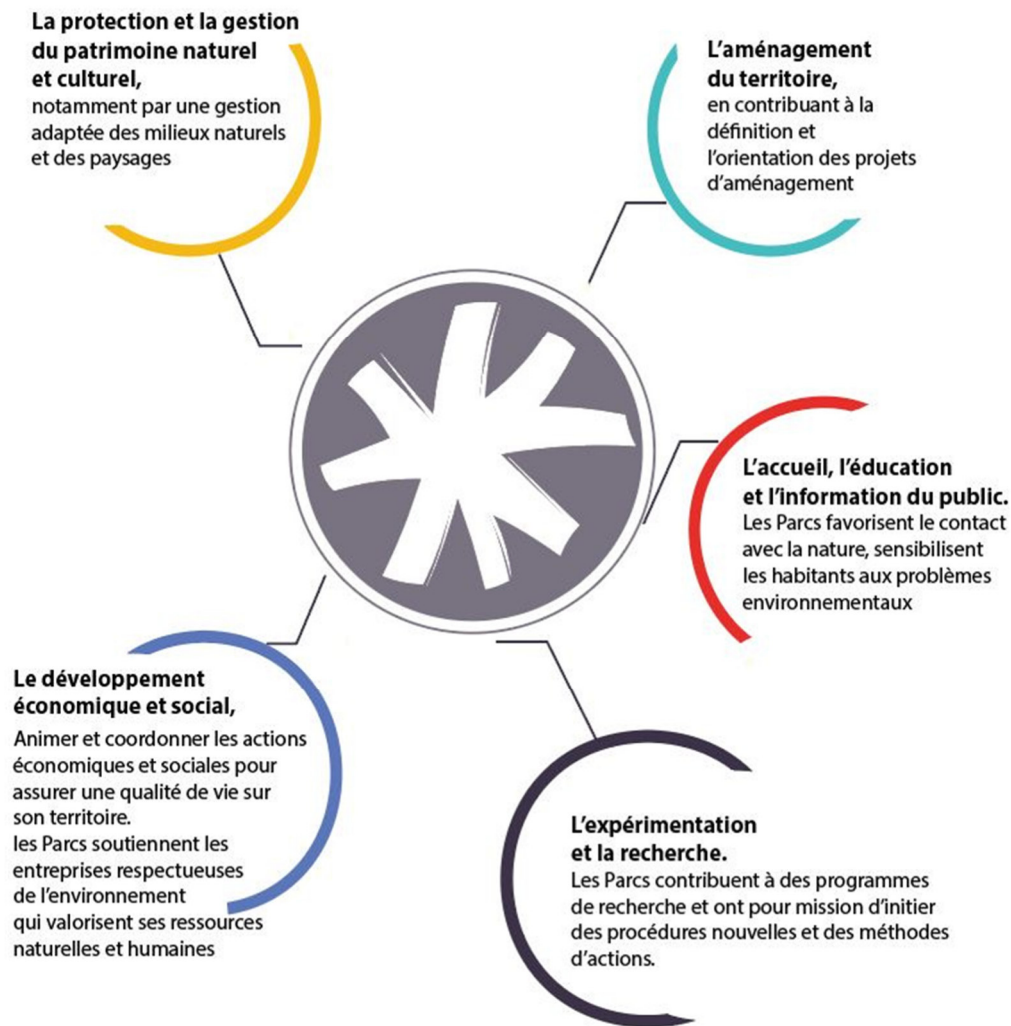 La protection et la gestion
du patrimoine naturel
et culturel,
notamment par une gestion
adaptée des milieux naturels
et des paysages
L’aménagement
du territoire,
en contribuant à la
définition et
l’orientation des projets
d’aménagement
L’accueil, l’éducation
et l’information du public.
Les Parcs favorisent le contact
avec la nature, sensibilisent
les habitants aux problèmes
environnementaux
Le développement
économique et social,
Animer et coordonner les actions
économiques et sociales pour
assurer une qualité de vie sur
son territoire.
les Parcs soutiennent les
entreprises respectueuses
de l’environnement
qui valorisent ses ressources
naturelles et humaines
L’expérimentation
et la recherche.
Les Parcs contribuent à des programmes
de recherche et ont pour mission d’initier
des procédures nouvelles et des méthodes
d’actions.